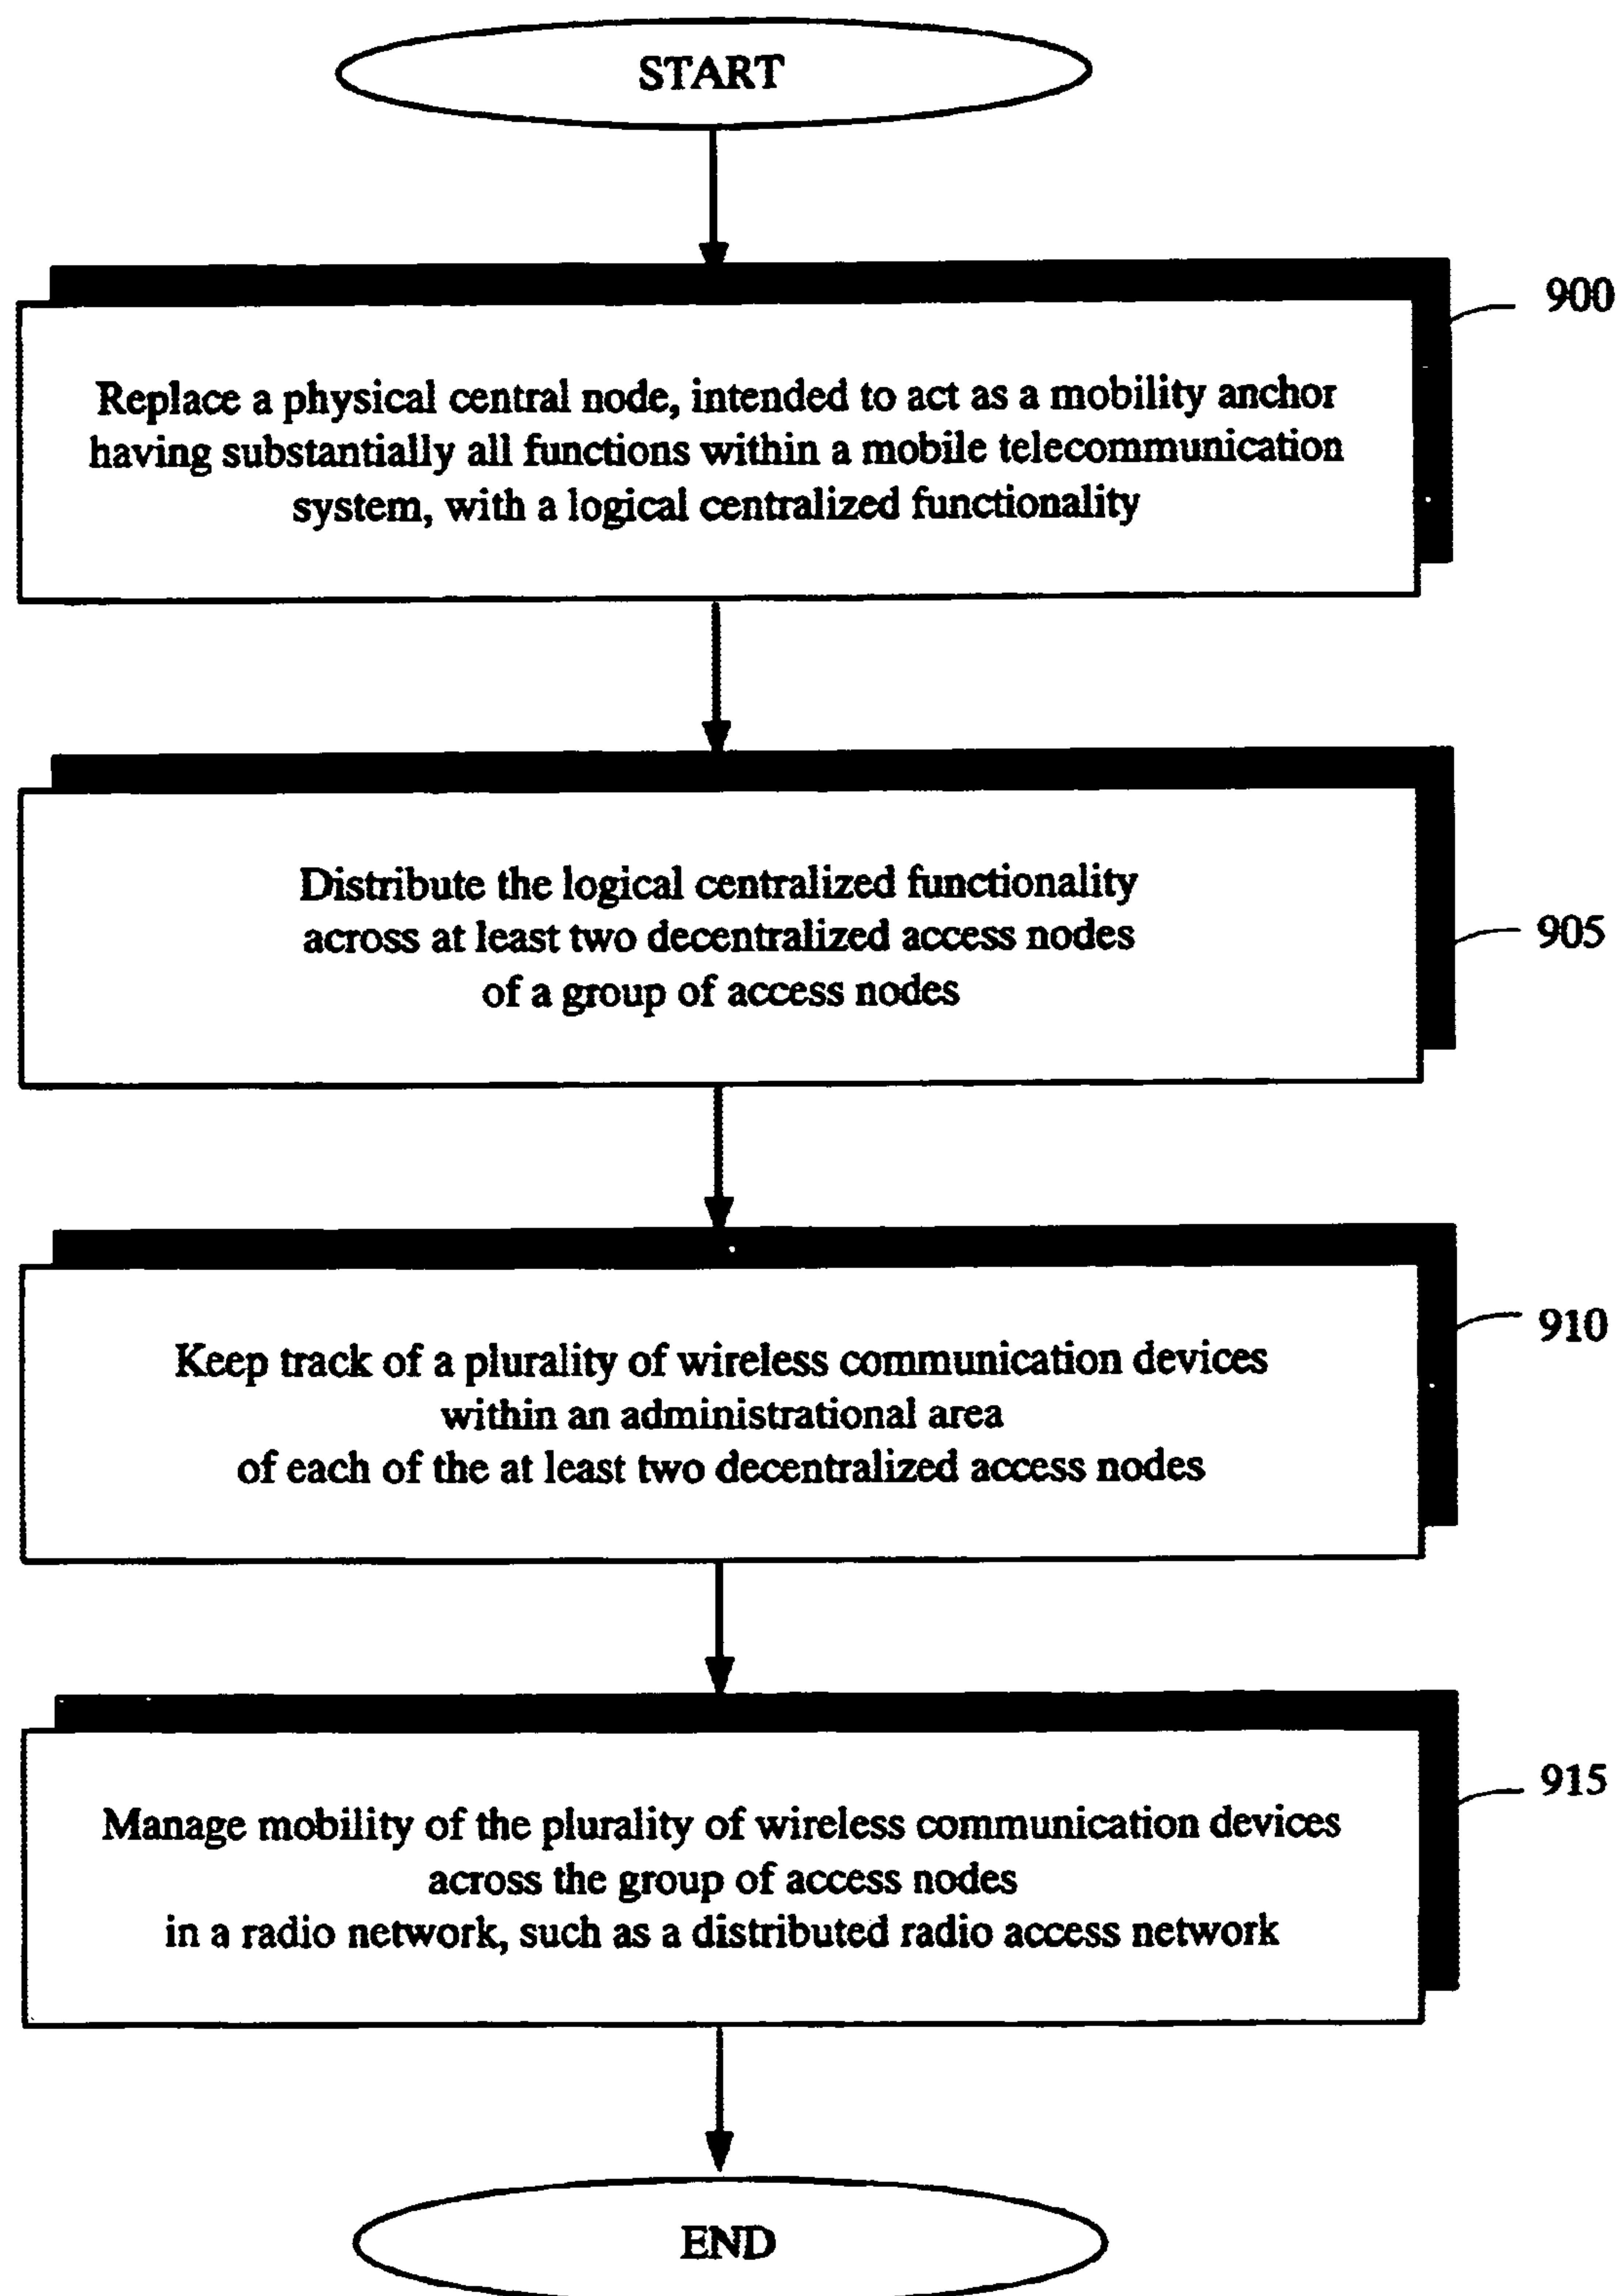 START
900
Replace a physical central node, intended to act as a mobility anchor
having substantially all functions within a mobile telecommunication
system, with a logical centralized functionality
Distribute the logical centralized functionality
across at least two decentralized access nodes
of a group of access nodes
905
Keep track of a plurality of wireless communication devices
within an administrational area
of each of the at least two decentralized access nodes
910
Manage mobility of the plurality of wireless communication devices
across the group of access nodes
in a radio network, such as a distributed radio access network
915
END